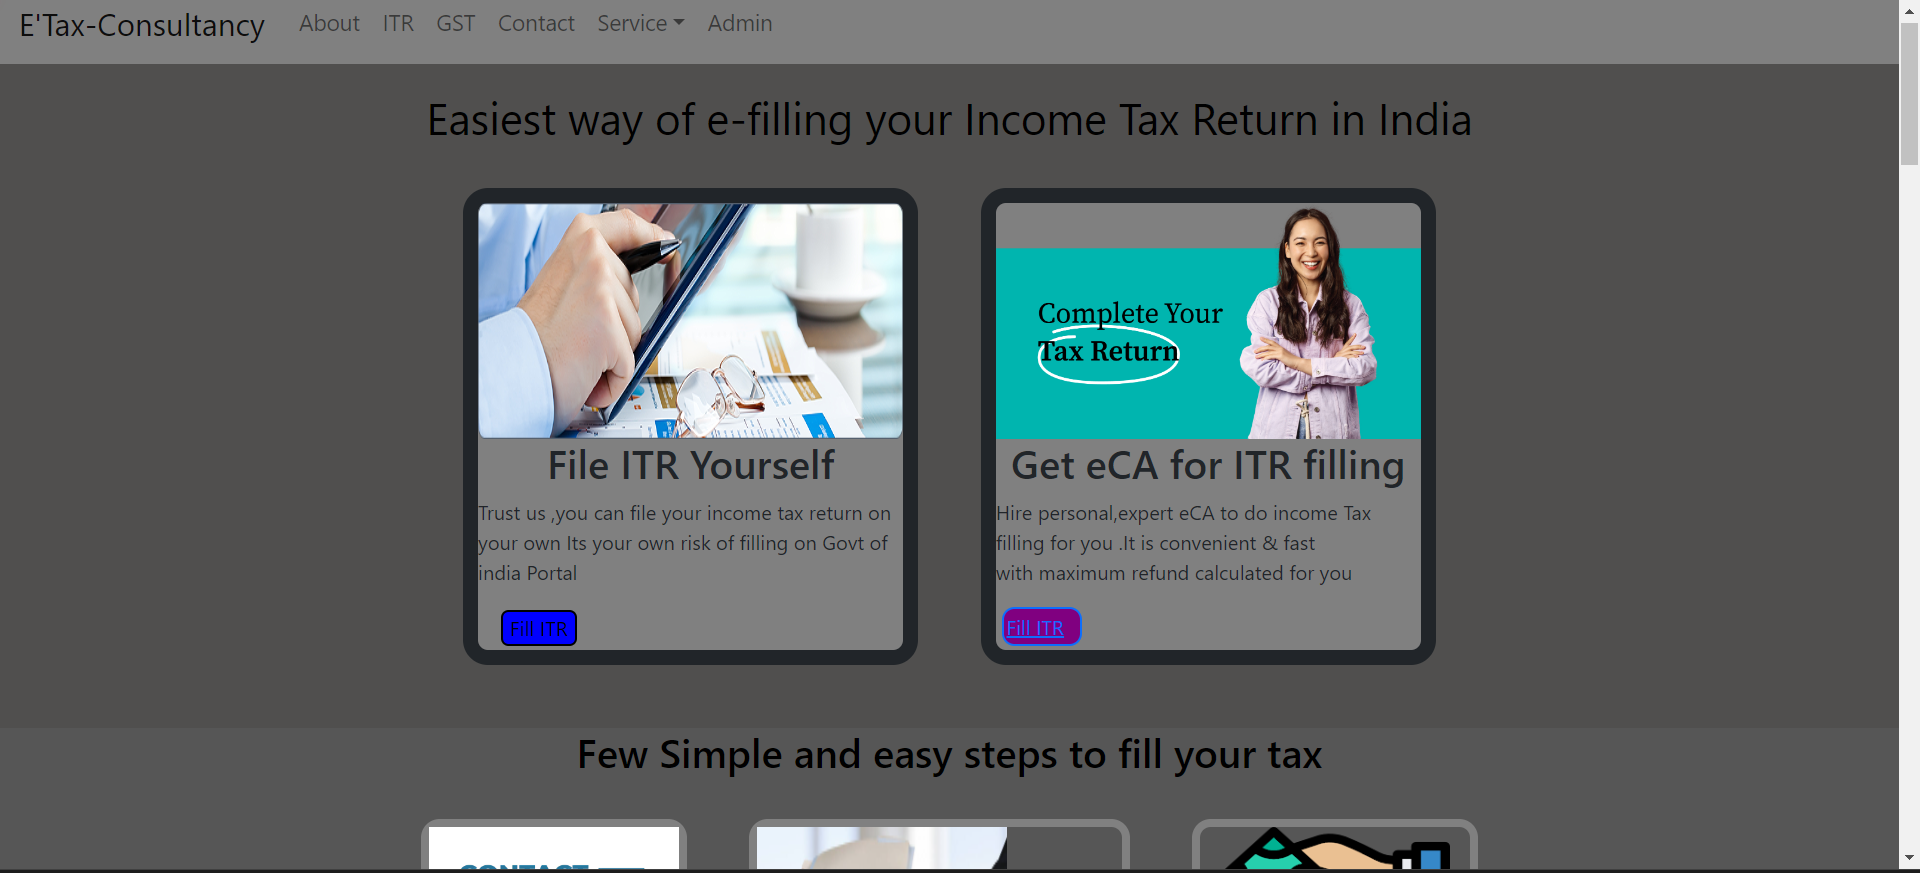 E'Tax-Consultancy About ITR GST Contact Service Admin
Easiest way of e-filling your Income Tax Return in India
Complete Your
Tax Return
File ITR Yourself
Trust us ,you can file your income tax return on
your own Its your own risk of filling on Govt of
india Portal
Fill ITR
Get eCA for ITR filling
Hire personal,expert eCA to do income Tax
filling for you .It is convenient & fast
with maximum refund calculated for you
Fill ITR
Few Simple and easy steps to fill your tax
CONTACT